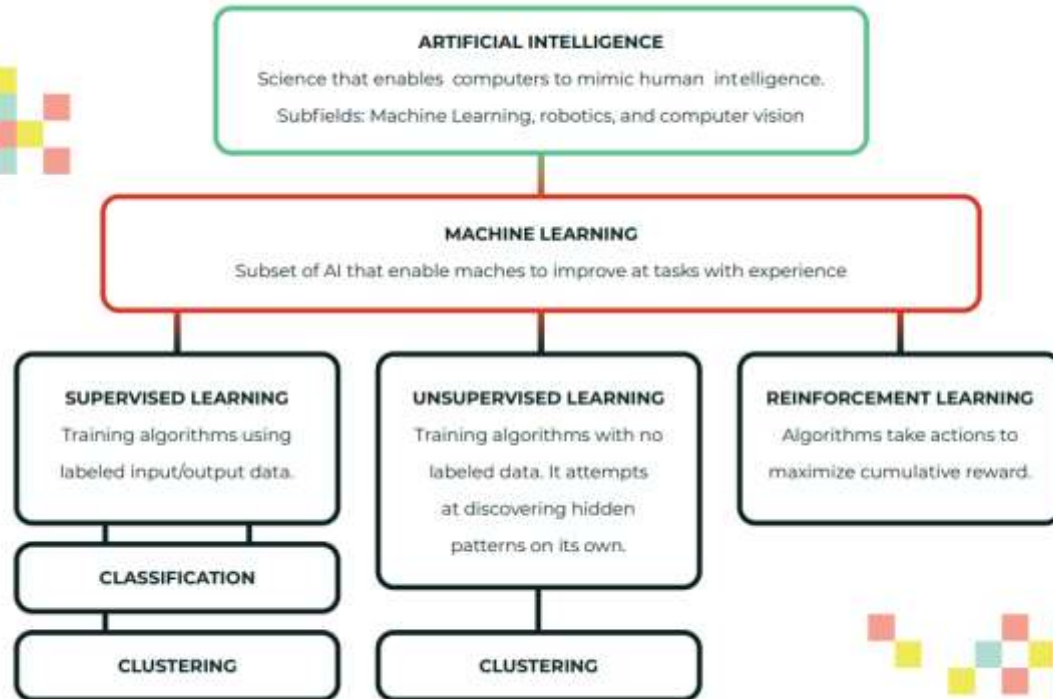 ARTIFICIAL INTELLIGENCE
Science that enables computers to mimic human intelligence.
Subfields: Machine Learning, robotics, and computer vision
MACHINE LEARNING
Subset of AI that enable maches to improve at tasks with experience
SUPERVISED LEARNING
Training algorithms using
labeled input/output data.
UNSUPERVISED LEARNING
Training algorithms with no
labeled data. It attempts
at discovering hidden
patterns on its own.
REINFORCEMENT LEARNING
Algorithms take actions to
maximize cumulative reward.
CLASSIFICATION
CLUSTERING
CLUSTERING